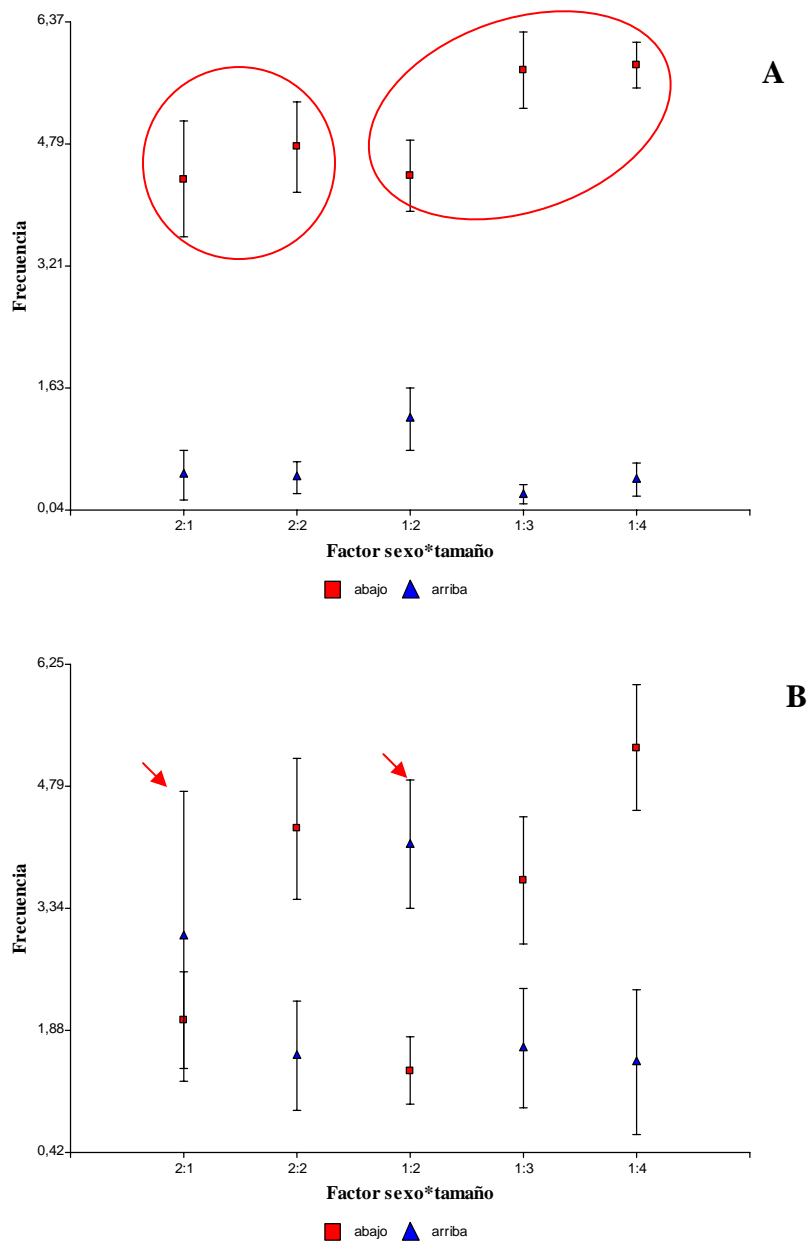 A
6,37
4,79
3,21
1,63
0,04
Frecuencia
2:1 2:2 1:2 1:3 1:4
Factor sexo*tamaño
abajo arriba
B
6,25
4,79
3,34
1,88
0,42
Frecuencia
2:1 2:2 1:2 1:3 1:4
Factor sexo*tamaño
abajo arriba